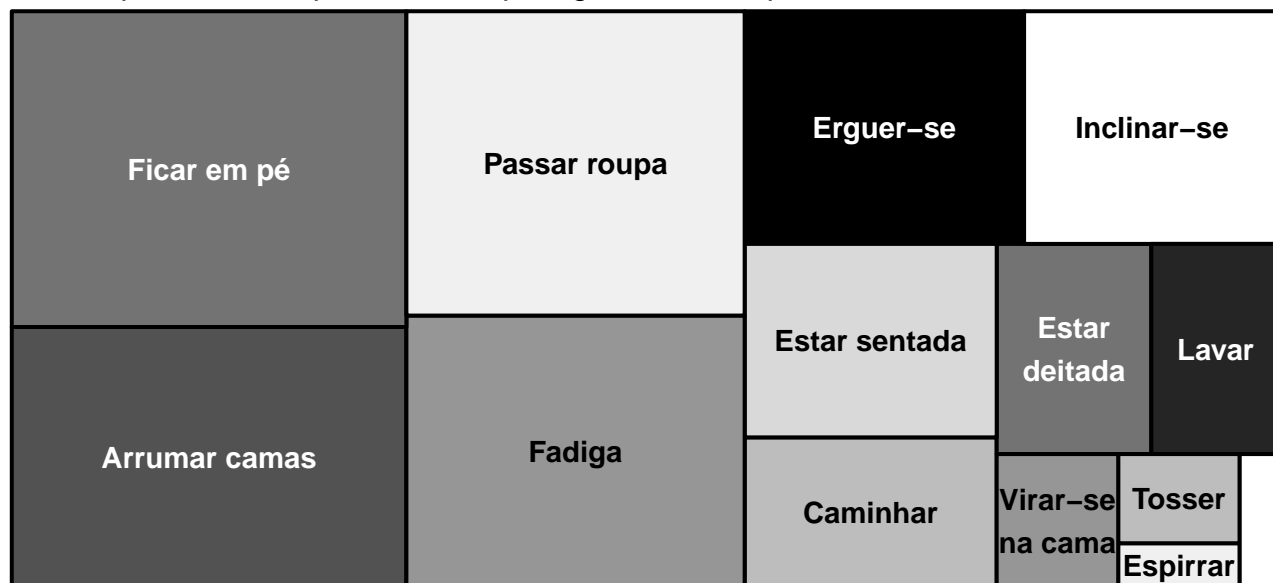 Ficar em pé
Passar roupa
Erguer−se
Inclinar−se
Estar sentada
Estar
deitada
Lavar
Arrumar camas
Fadiga
Caminhar
Virar−se
na cama
Tosser
Espirrar